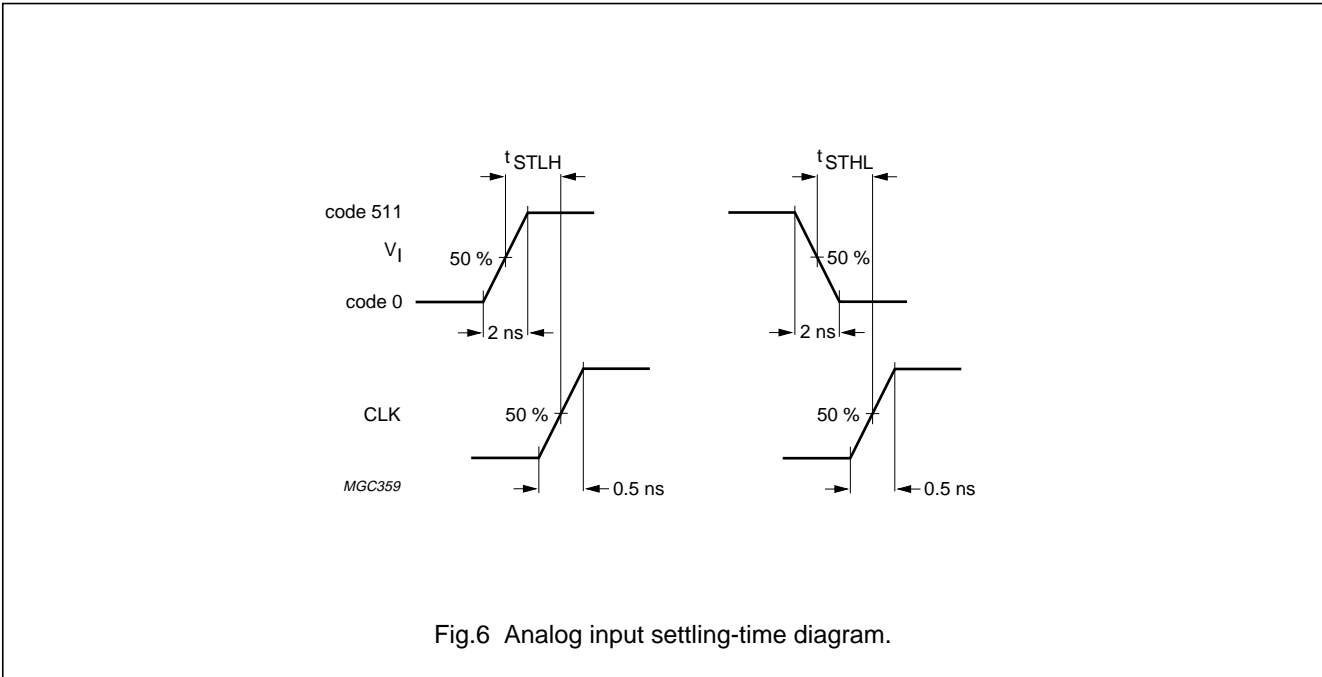 t STLH
t STHL
code 511
VI
50 %
50 %
code 0
2 ns
2 ns
CLK
50 %
50 %
MGC359
0.5 ns
0.5 ns
Fig.6 Analog input settling-time diagram.